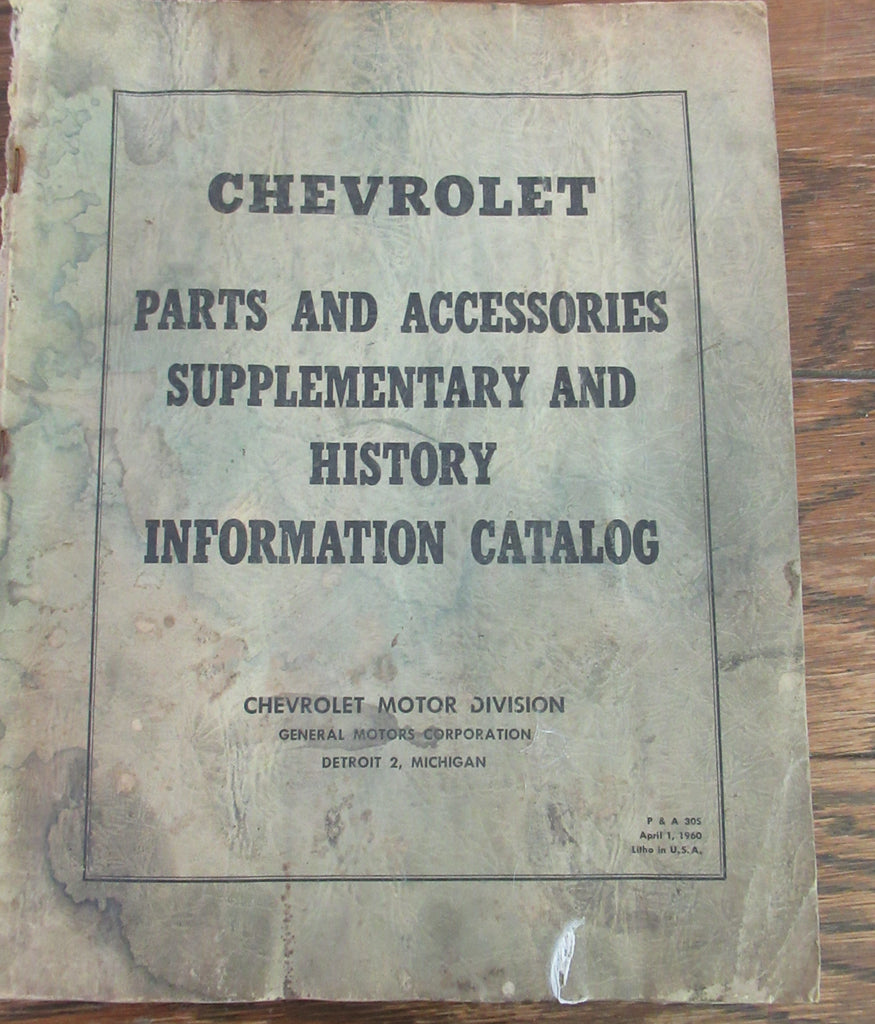 CHEVROLET
PARTS AND ACCESSORIES
SUPPLEMENTARY AND
HISTORY
INFORMATION CATALOG
CHEVROLET MOTOR DIVISION
GENERAL MOTORS CORPORATION
DETROIT 2, MICHIGAN
P & A 305
April 1, 1960
Litho in U.S.A.